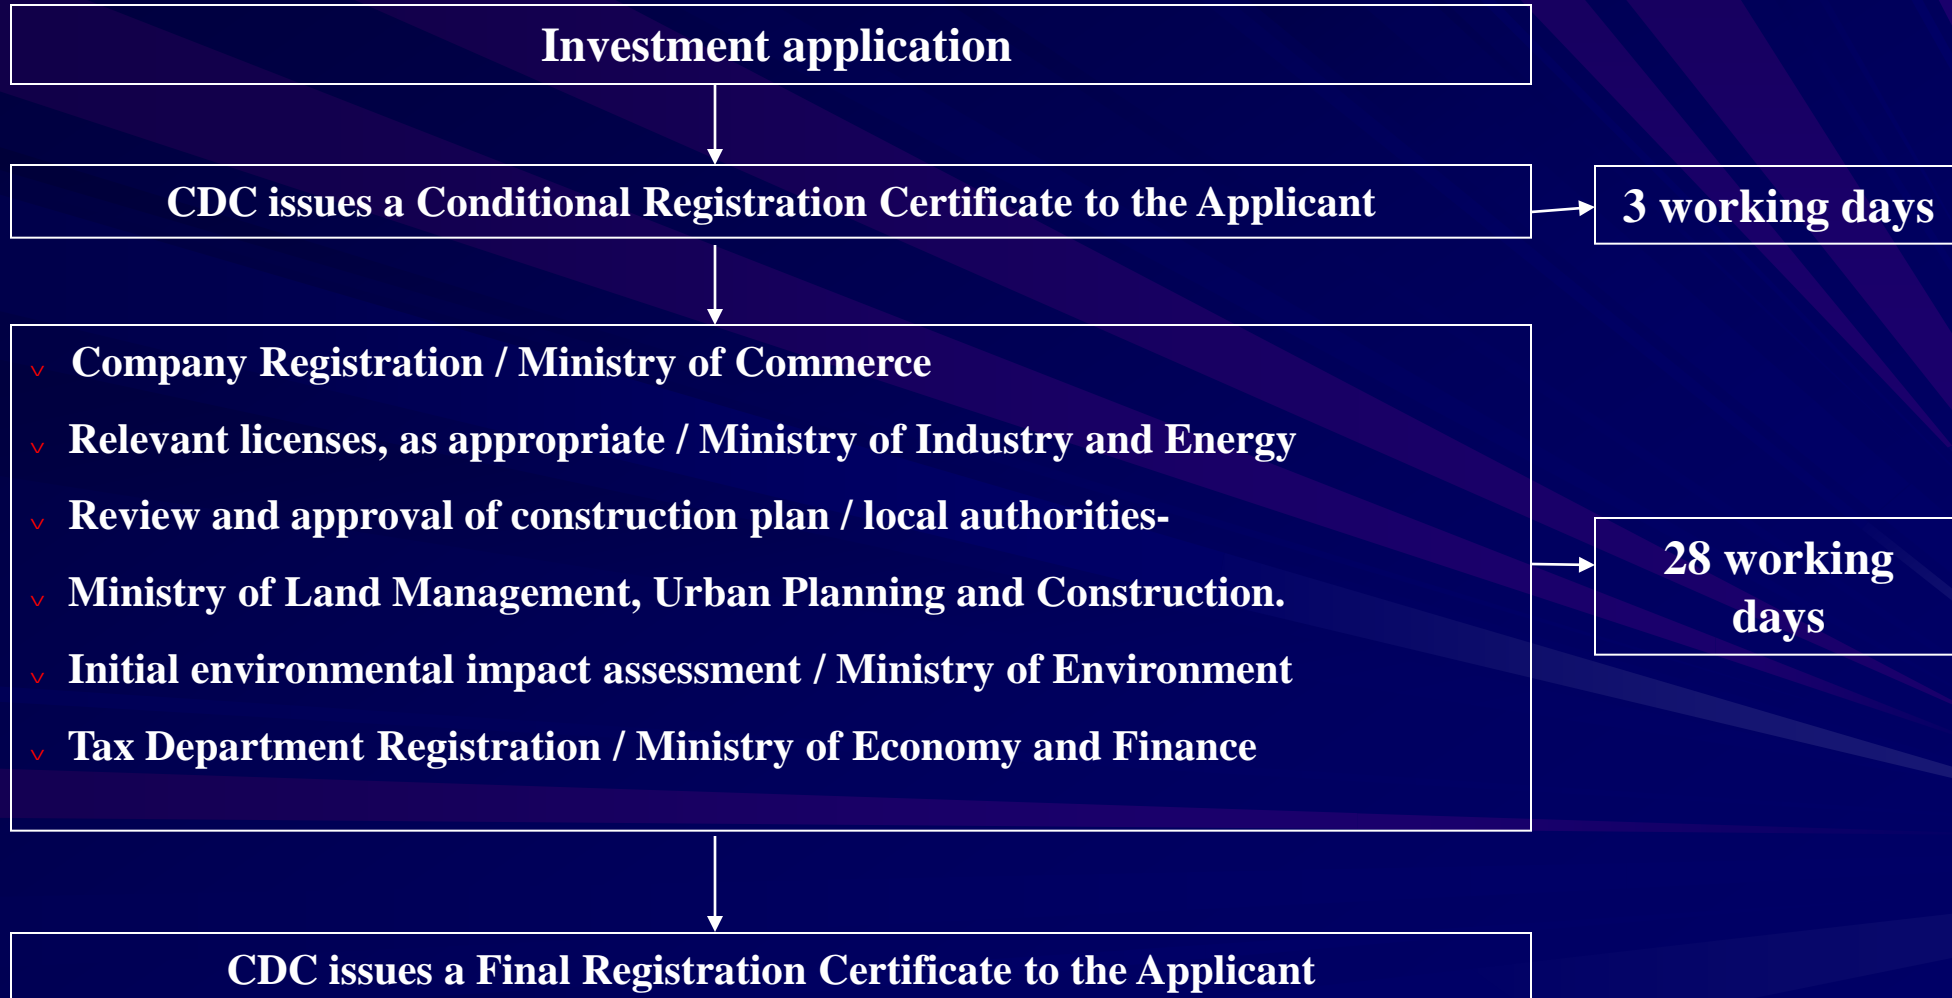 Investment application
CDC issues a Conditional Registration Certificate to the Applicant
3 working days
Company Registration / Ministry of Commerce
Relevant licenses, as appropriate / Ministry of Industry and Energy
Review and approval of construction plan / local authorities-
Ministry of Land Management, Urban Planning and Construction.
Initial environmental impact assessment / Ministry of Environment
Tax Department Registration / Ministry of Economy and Finance
28 working
days
CDC issues a Final Registration Certificate to the Applicant